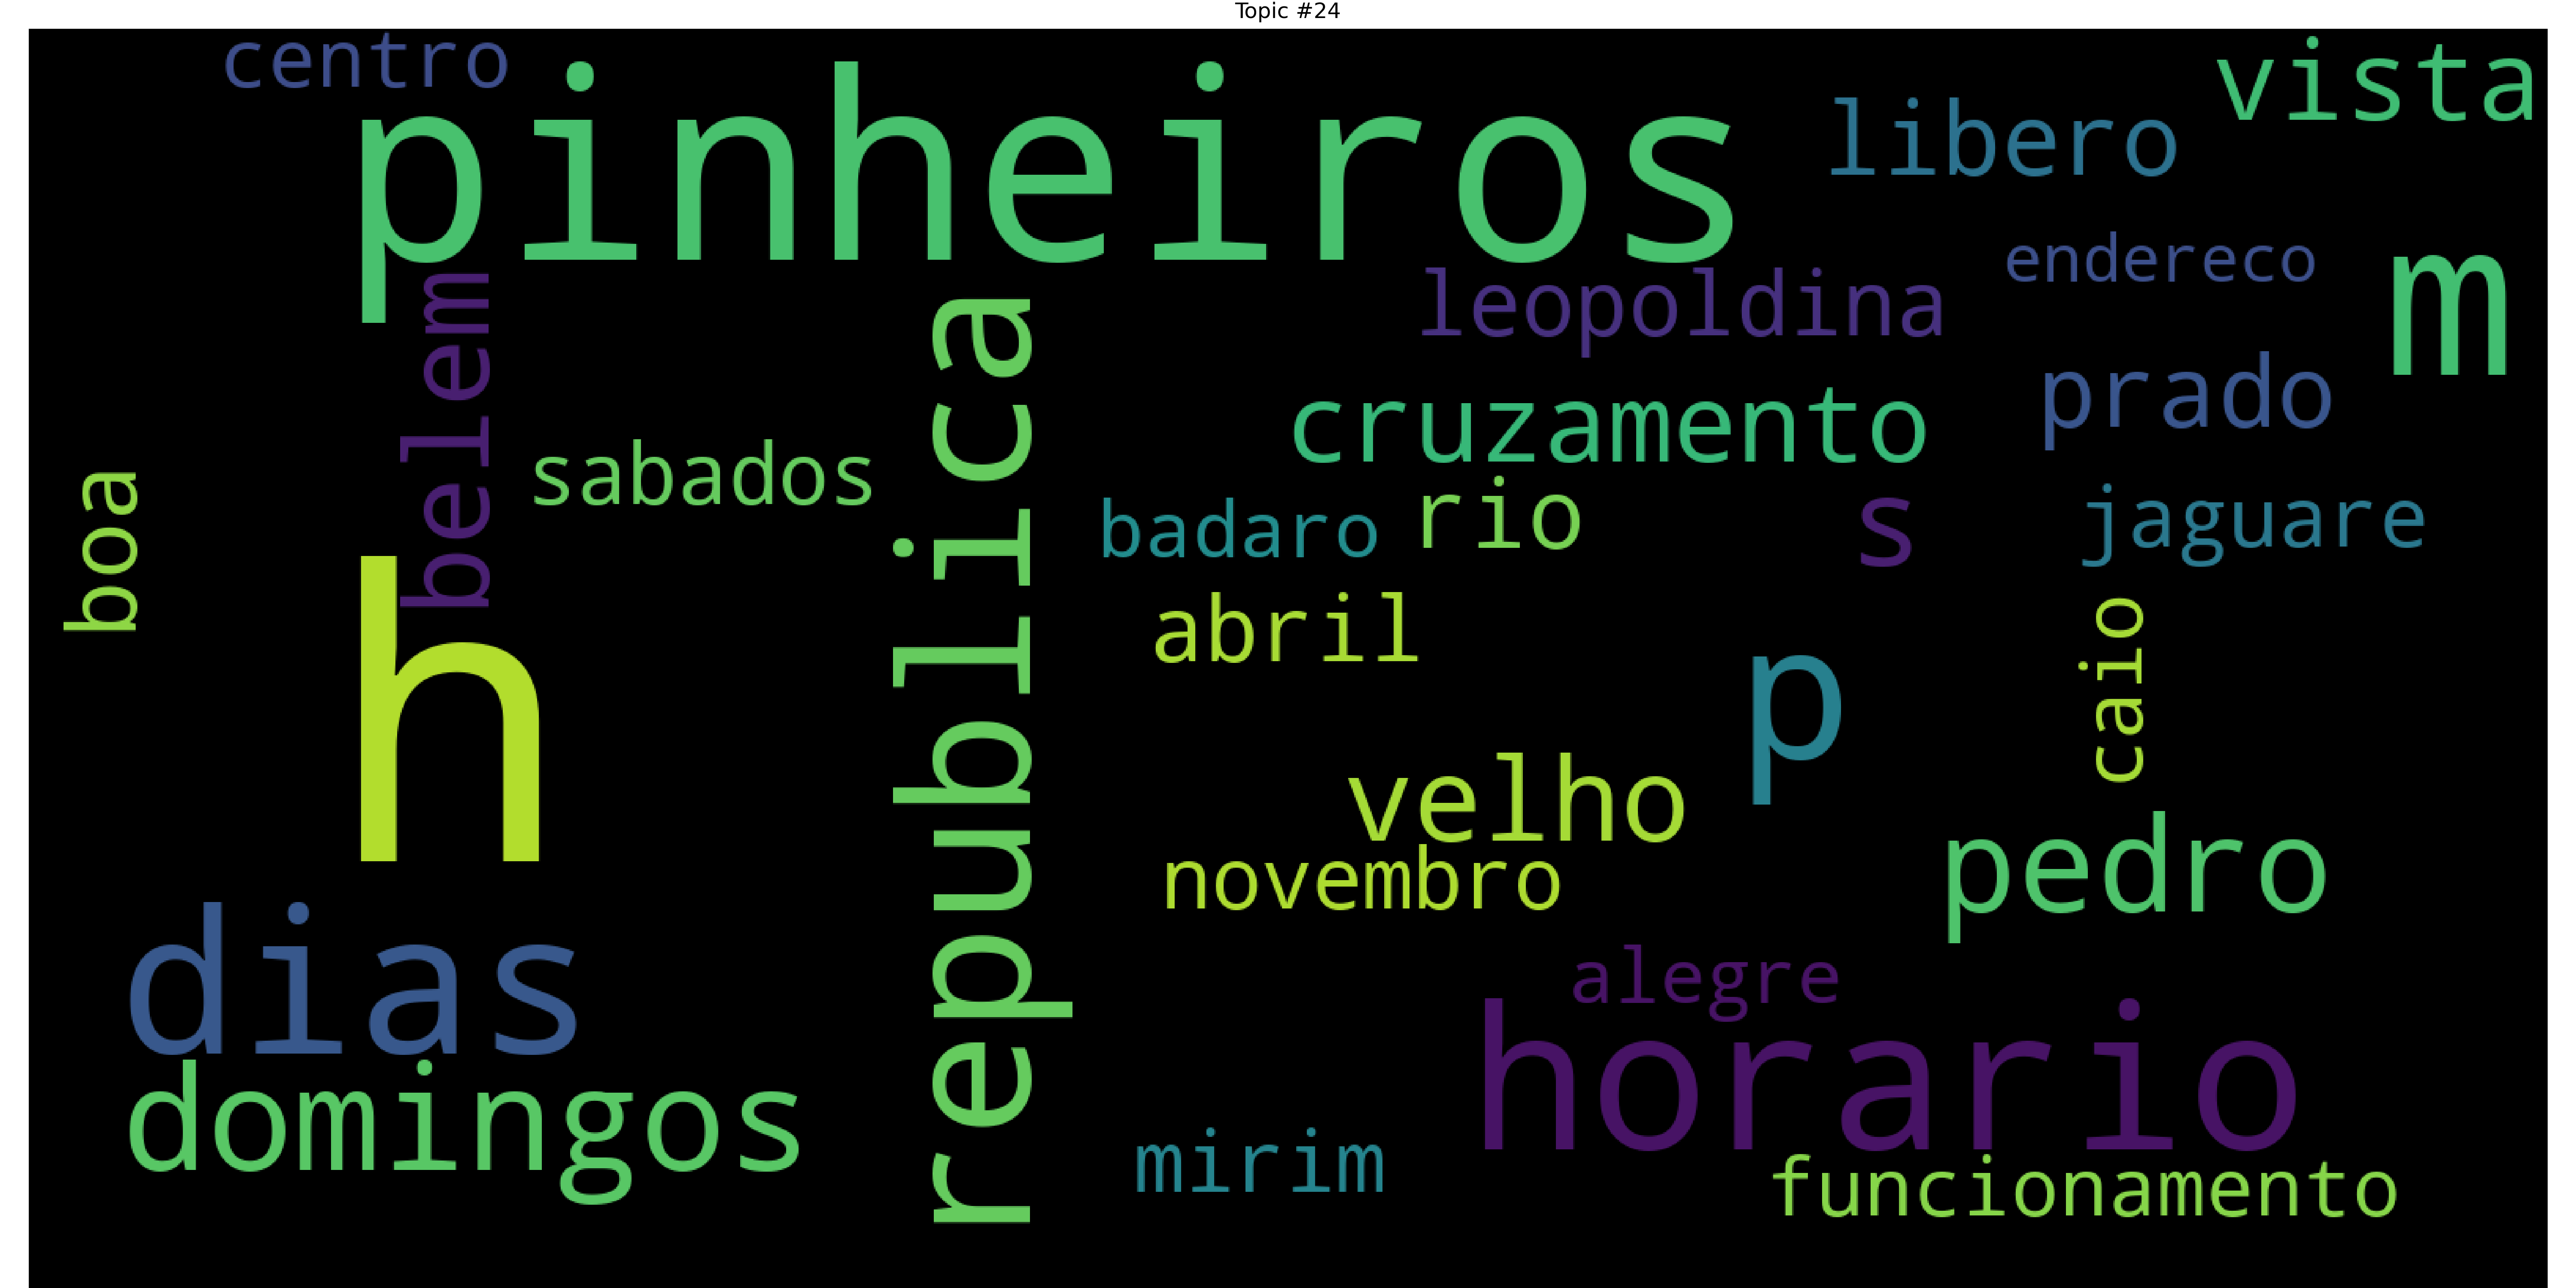 Topic #24
centro
pinheiros
vista
libero
endereco
m
leopoldina
belem
republica
prado
cruzamento
sabados
boa
badaro
rio
s
jaguare
h
abril
caio
p
velho
pedro
novembro
dias
alegre
horario
domingos
mirim
funcionamento